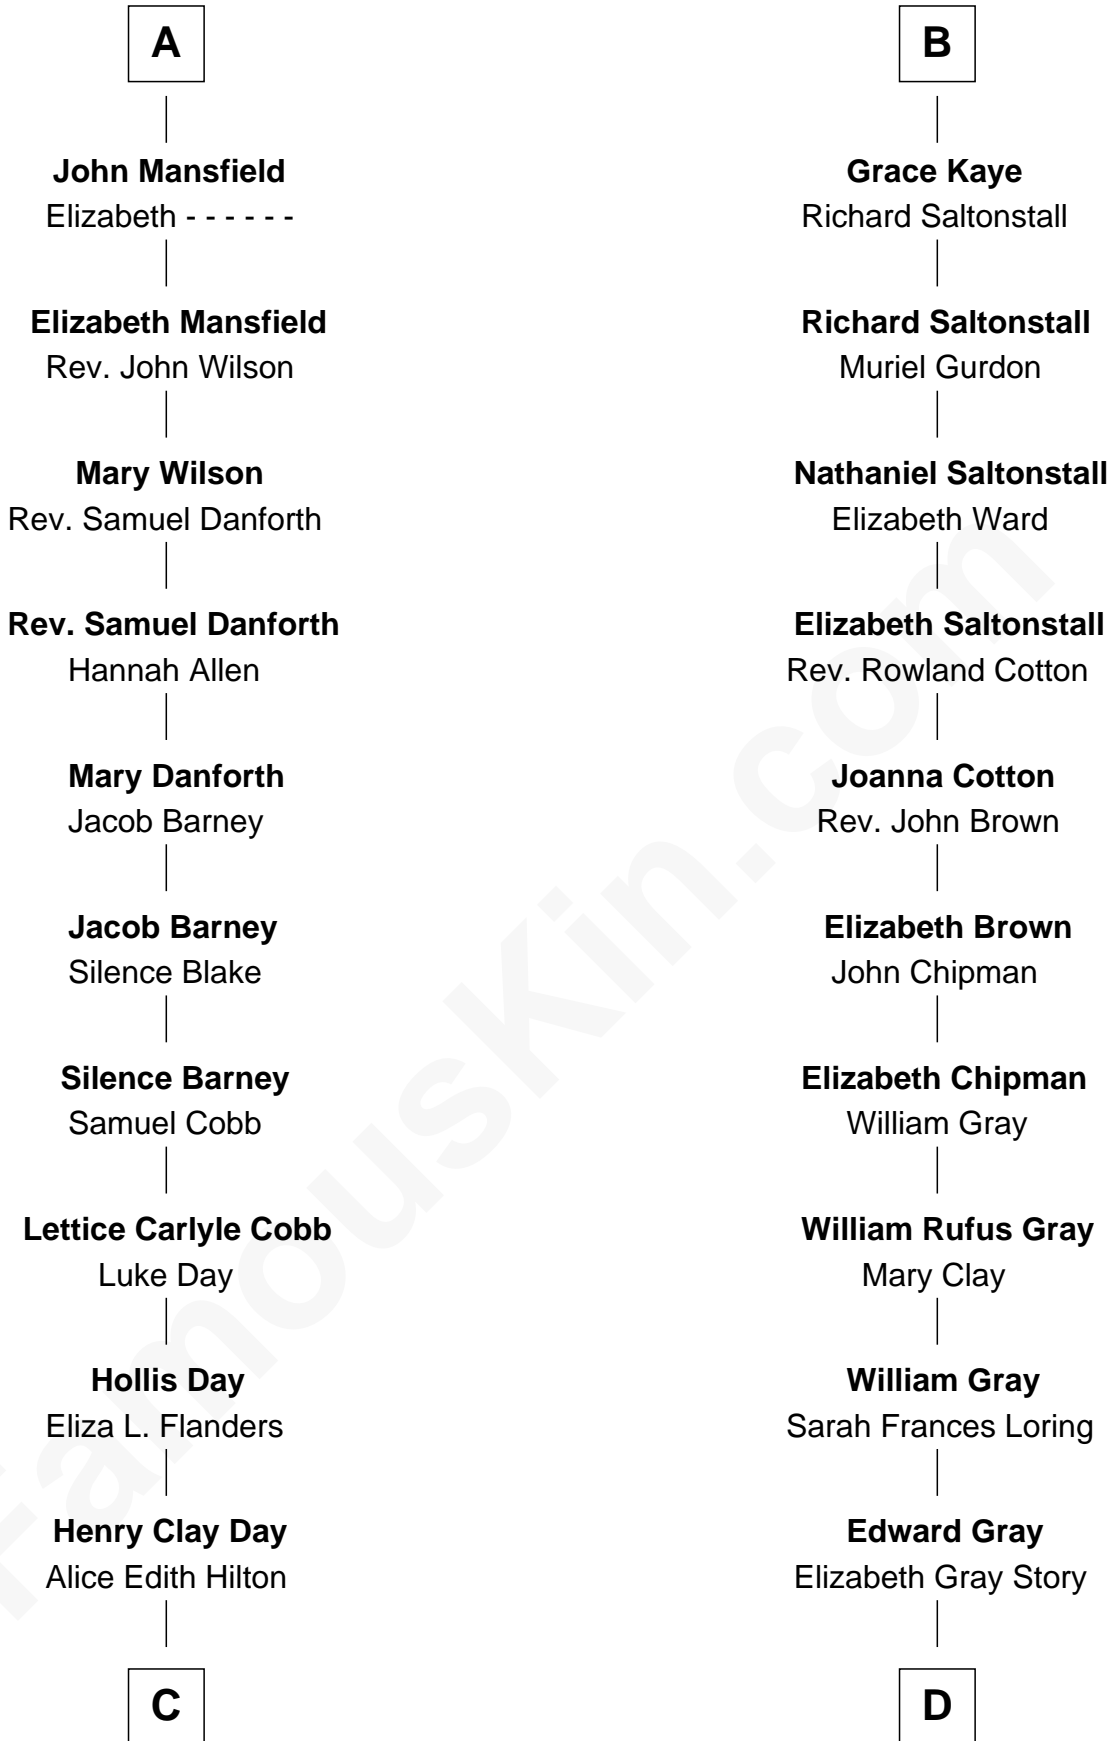 A
John Mansfield
Elizabeth - - - - - -
Elizabeth Mansfield
Rev. John Wilson
Mary Wilson
Rev. Samuel Danforth
Rev. Samuel Danforth
Hannah Allen
Mary Danforth
Jacob Barney
Jacob Barney
Silence Blake
Silence Barney
Samuel Cobb
Lettice Carlyle Cobb
Luke Day
Hollis Day
Eliza L. Flanders
Henry Clay Day
Alice Edith Hilton
C
B
Grace Kaye
Richard Saltonstall
Richard Saltonstall
Muriel Gurdon
Nathaniel Saltonstall
Elizabeth Ward
Elizabeth Saltonstall
Rev. Rowland Cotton
Joanna Cotton
Rev. John Brown
Elizabeth Brown
John Chipman
Elizabeth Chipman
William Gray
William Rufus Gray
Mary Clay
William Gray
Sarah Frances Loring
Edward Gray
Elizabeth Gray Story
D
FamousKin.com